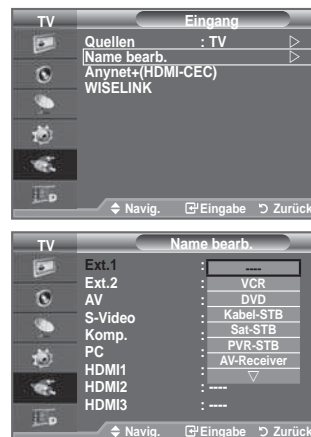 TV Eingang
Quellen : TV ▷
Name bearb. ▷
Anynet+(HDMI-CEC)
WISELINK
Navig. Eingabe Zurück
TV Name bearb.
Ext.1 : ----
Ext.2 : VCR
AV : DVD
S-Video : Kabel-STB
Komp. : Sat-STB
PC : PVR-STB
HDMI1 : AV-Receiver
▽
HDMI2 : ----
HDMI3 : ----
Navig. Eingabe Zurück